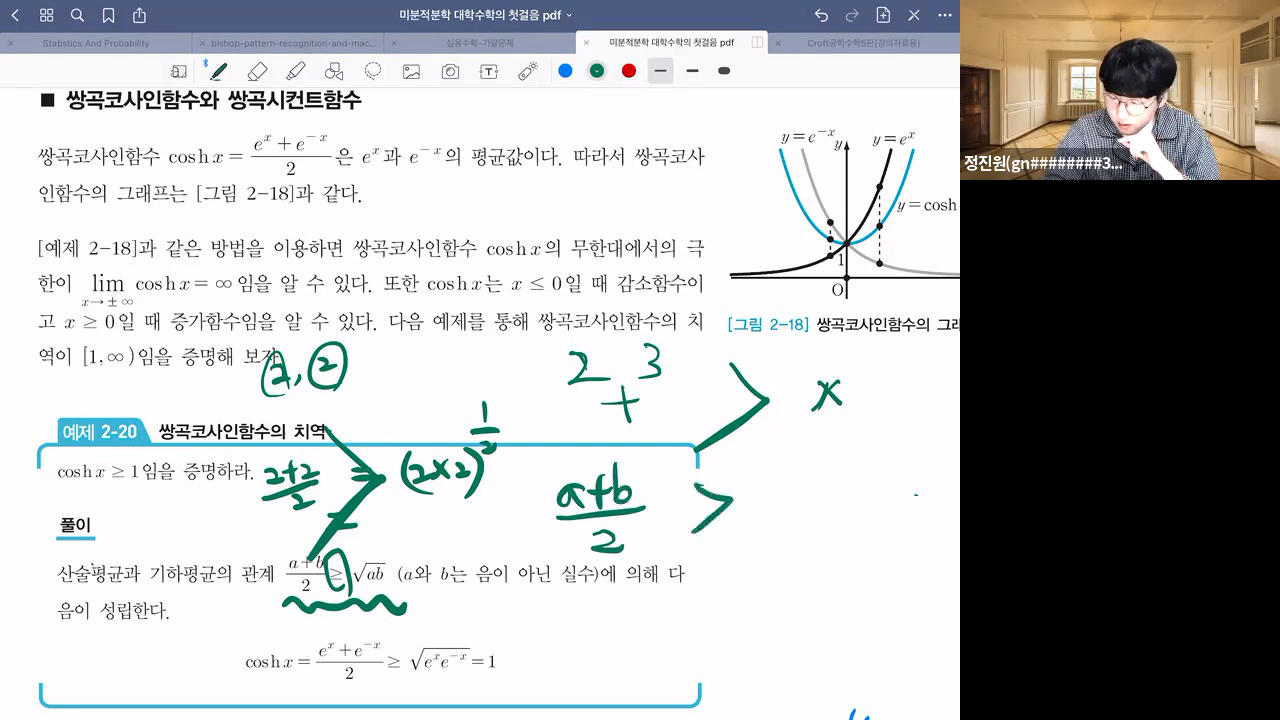 미분적분학 대학수학의 첫걸음 pdf
Statistics And Probability
bishop-pattern-recognition-and-mac...
실용수학-기말문제
미분적분학 대학수학의 첫걸음 pdf
Croft공학수학5판(강의자료용)
■ 쌍곡코사인함수와 쌍곡시컨트함수
쌍곡코사인함수 cosh x = (e^x + e^{-x})/2 은 e^x과 e^{-x}의 평균값이다. 따라서 쌍곡코사
인함수의 그래프는 [그림 2-18]과 같다.
[예제 2-18]과 같은 방법을 이용하면 쌍곡코사인함수 cosh x의 무한대에서의 극
한이 lim_{x→±∞} cosh x = ∞임을 알 수 있다. 또한 cosh x는 x ≤ 0일 때 감소함수이
고 x ≥ 0일 때 증가함수임을 알 수 있다. 다음 예제를 통해 쌍곡코사인함수의 치
역이 [1, ∞)임을 증명해 보자
y = e^{-x}
y
y = e^x
y = cosh
1
O
[그림 2-18] 쌍곡코사인함수의 그래
2, 2
2 + 3
x
예제 2-20 쌍곡코사인함수의 치역
cosh x ≥ 1임을 증명하라.
(2+2)/2 = (2×2)^{1/2}
(a+b)/2 >
풀이
산술평균과 기하평균의 관계 (a+b)/2 ≥ √ab (a와 b는 음이 아닌 실수)에 의해 다
음이 성립한다.
cosh x = (e^x + e^{-x})/2 ≥ √(e^x e^{-x}) = 1
정진원(gn########3...